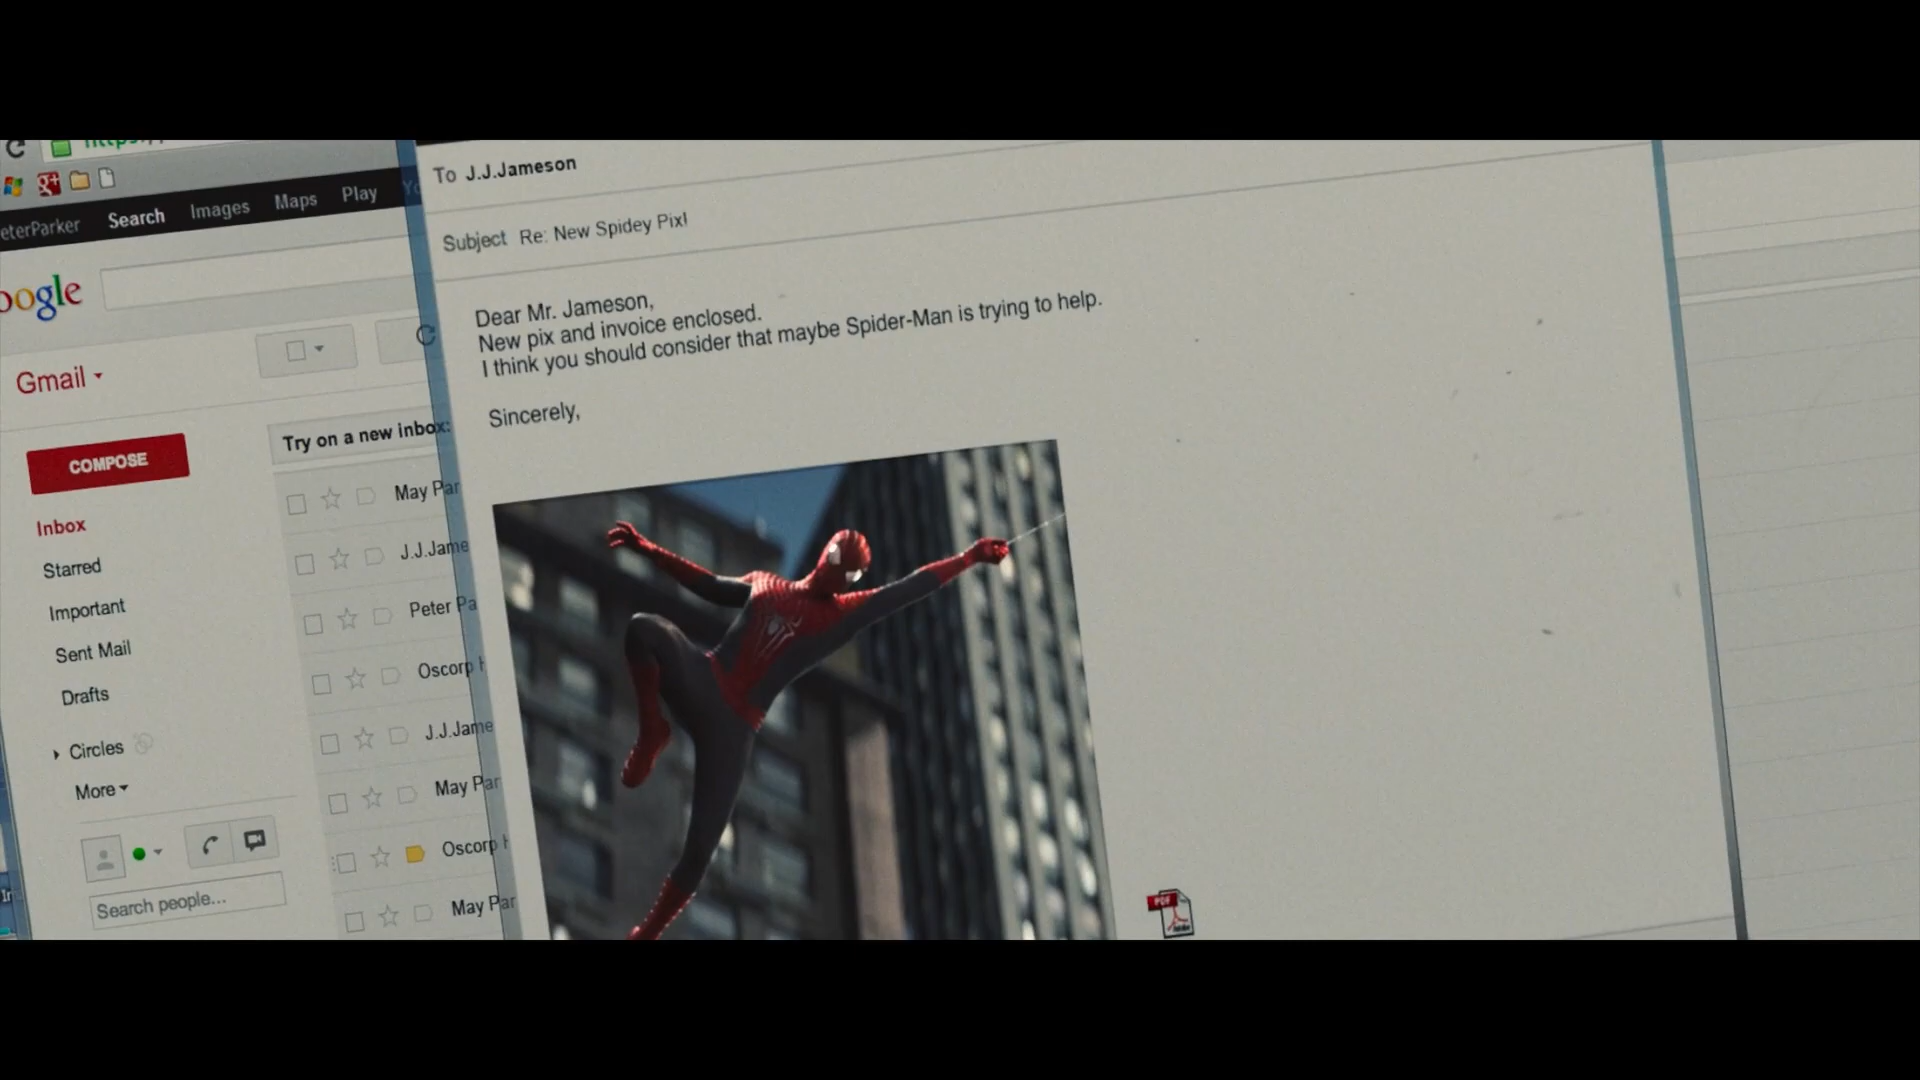 https:/
g+
eterParker Search Images Maps Play Yo
oogle
Gmail
COMPOSE
Inbox
Starred
Important
Sent Mail
Drafts
Circles
More
Search people...
Try on a new inbox:
May Par
J.J.Jame
Peter Pa
Oscorp H
J.J.Jame
May Par
Oscorp H
May Par
To J.J.Jameson
Subject Re: New Spidey Pix!
Dear Mr. Jameson,
New pix and invoice enclosed.
I think you should consider that maybe Spider-Man is trying to help.
Sincerely,
PDF